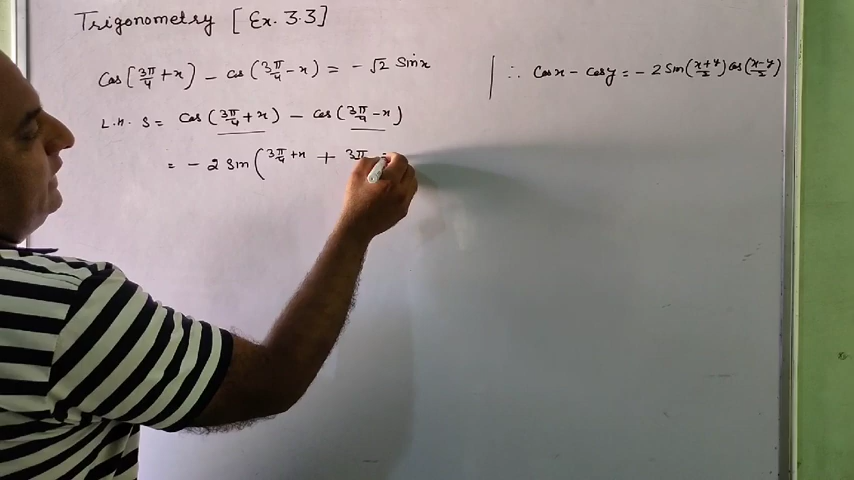 Trigonometry [Ex. 3.3]
Cos[3π/4 + x) - cos(3π/4 - x) = - √2 Sinx
∴ Cosx - Cosy = - 2 Sin(x+y/2) Cos(x-y/2)
L.H. S = Cos(3π/4 + x) - Cos(3π/4 - x)
= - 2 Sin(3π/4 + x + 3π